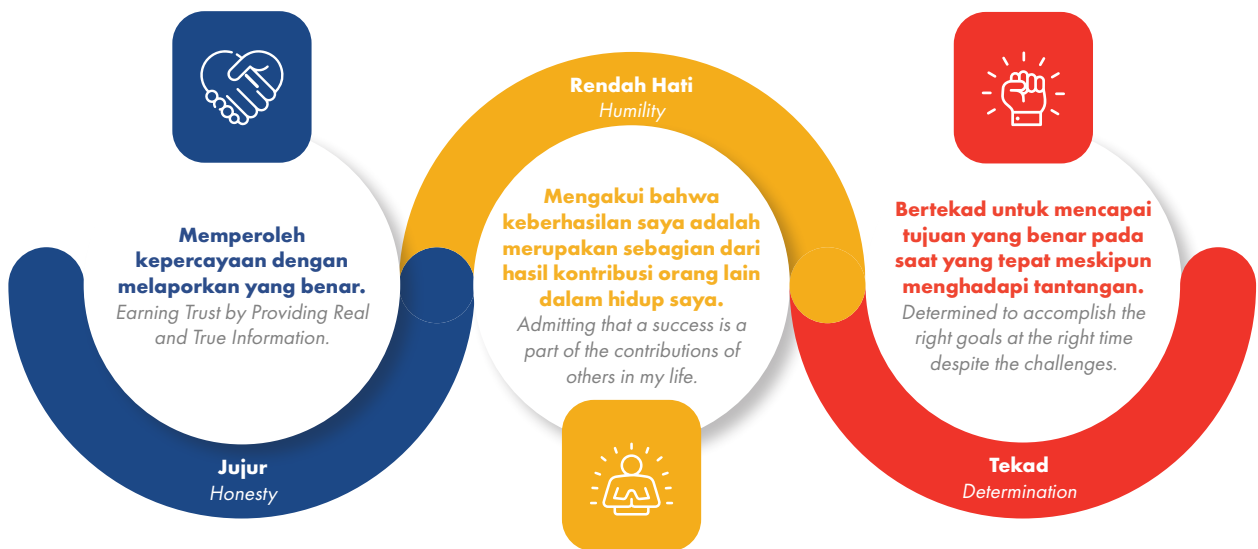 Memperoleh
kepercayaan dengan
melaporkan yang benar.
Earning Trust by Providing Real
and True Information.
Jujur
Honesty
Rendah Hati
Humility
Mengakui bahwa
keberhasilan saya adalah
merupakan sebagian dari
hasil kontribusi orang lain
dalam hidup saya.
Admitting that a success is a
part of the contributions of
others in my life.
Bertekad untuk mencapai
tujuan yang benar pada
saat yang tepat meskipun
menghadapi tantangan.
Determined to accomplish the
right goals at the right time
despite the challenges.
Tekad
Determination